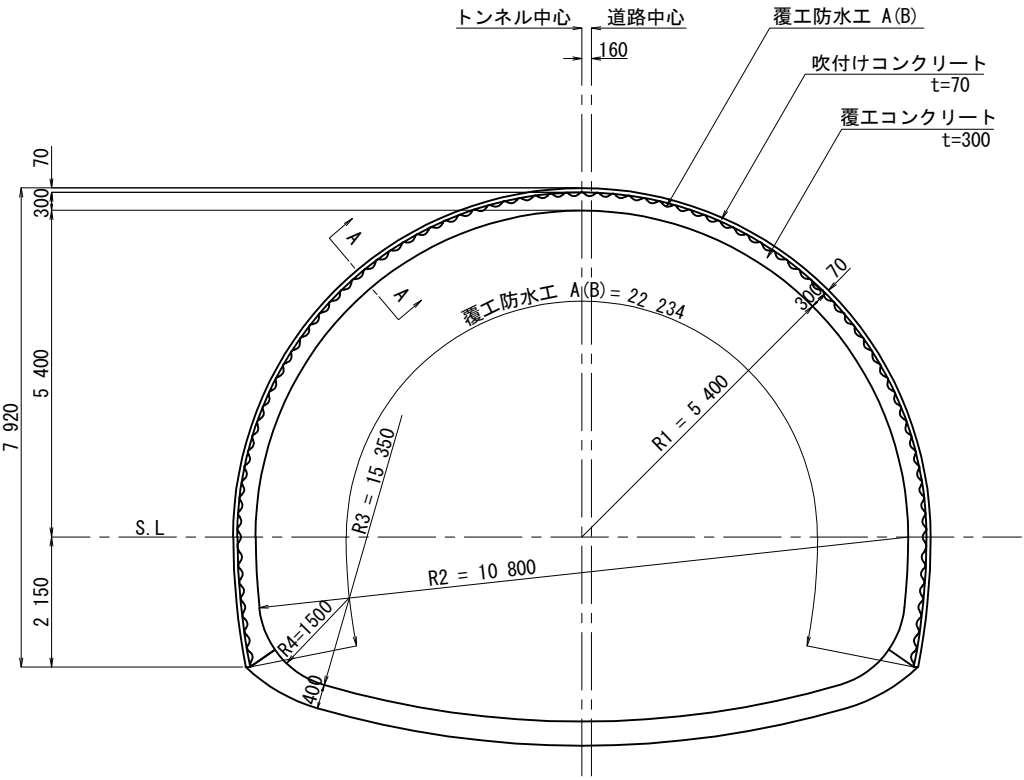 トンネル中心
道路中心
160
覆工防水工 A(B)
吹付けコンクリート
t=70
覆工コンクリート
t=300
70
300
5 400
7 920
2 150
A
A
覆工防水工 A(B) = 22 234
300
70
R1 = 5 400
R3 = 15 350
S.L
R2 = 10 800
R4=1500
400